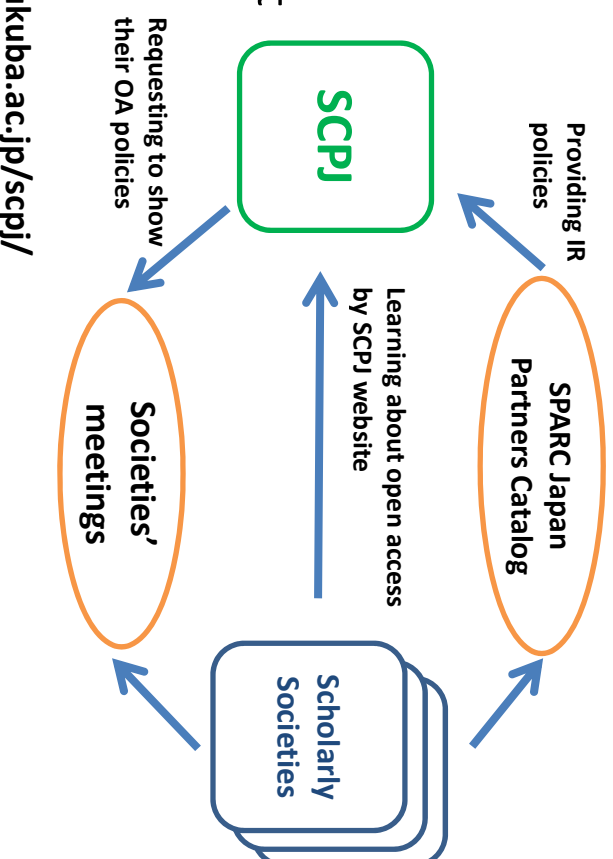 Providing IR
policies
SPARC Japan
Partners Catalog
SCPJ
Learning about open access
by SCPJ website
Scholarly
Societies
Requesting to show
their OA policies
Societies’
meetings
ukuba.ac.jp/scpj/